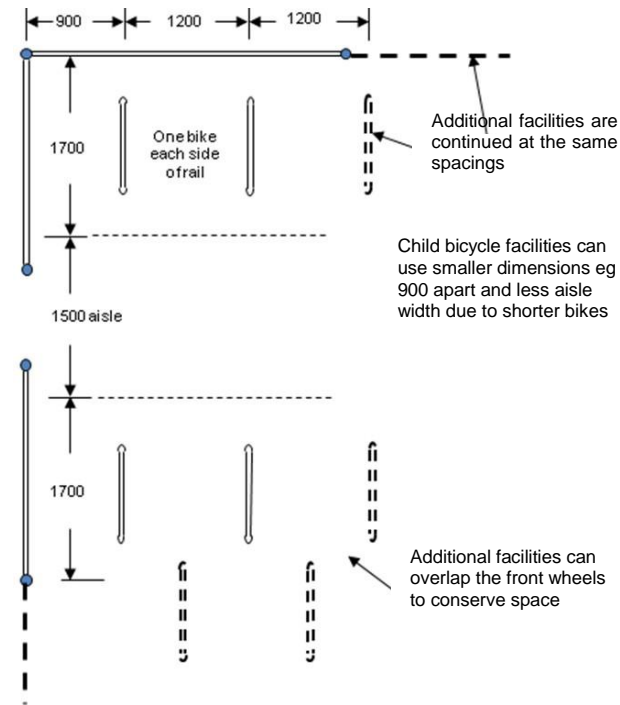 900
1200
1200
1700
One bike
each side
of rail
Additional facilities are
continued at the same
spacings
Child bicycle facilities can
use smaller dimensions eg
900 apart and less aisle
width due to shorter bikes
1500 aisle
1700
Additional facilities can
overlap the front wheels
to conserve space